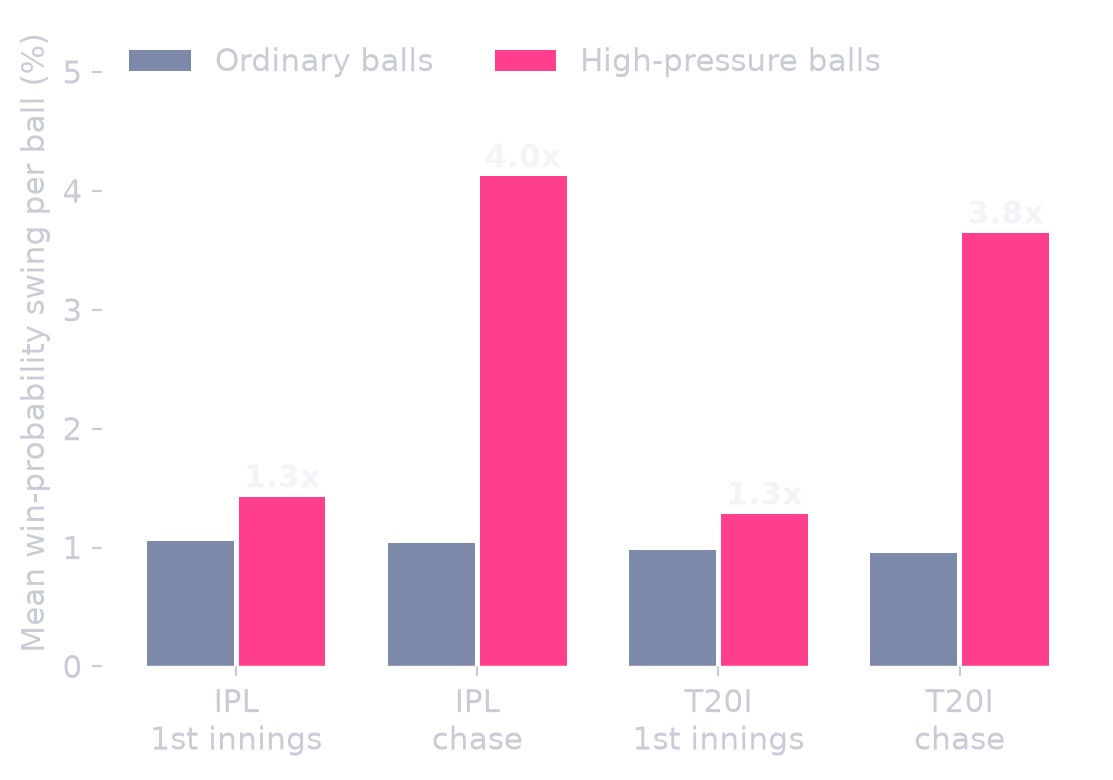 Mean win-probability swing per ball (%)
Ordinary balls
High-pressure balls
5
4
3
2
1
0
1.3x
4.0x
1.3x
3.8x
IPL
1st innings
IPL
chase
T20I
1st innings
T20I
chase